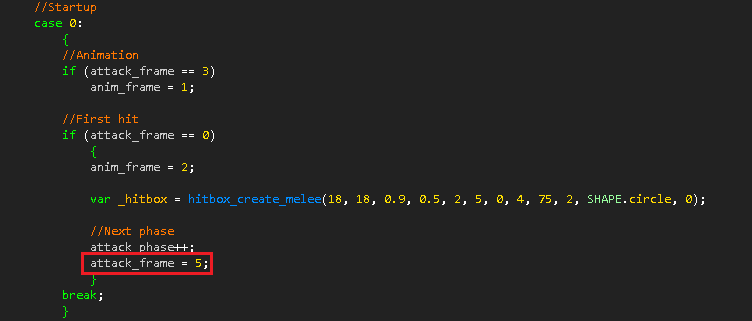 //Startup
case 0:
{
//Animation
if (attack_frame == 3)
anim_frame = 1;
//First hit
if (attack_frame == 0)
{
anim_frame = 2;
var _hitbox = hitbox_create_melee(18, 18, 0.9, 0.5, 2, 5, 0, 4, 75, 2, SHAPE.circle, 0);
//Next phase
attack_phase++;
attack_frame = 5;
}
break;
}